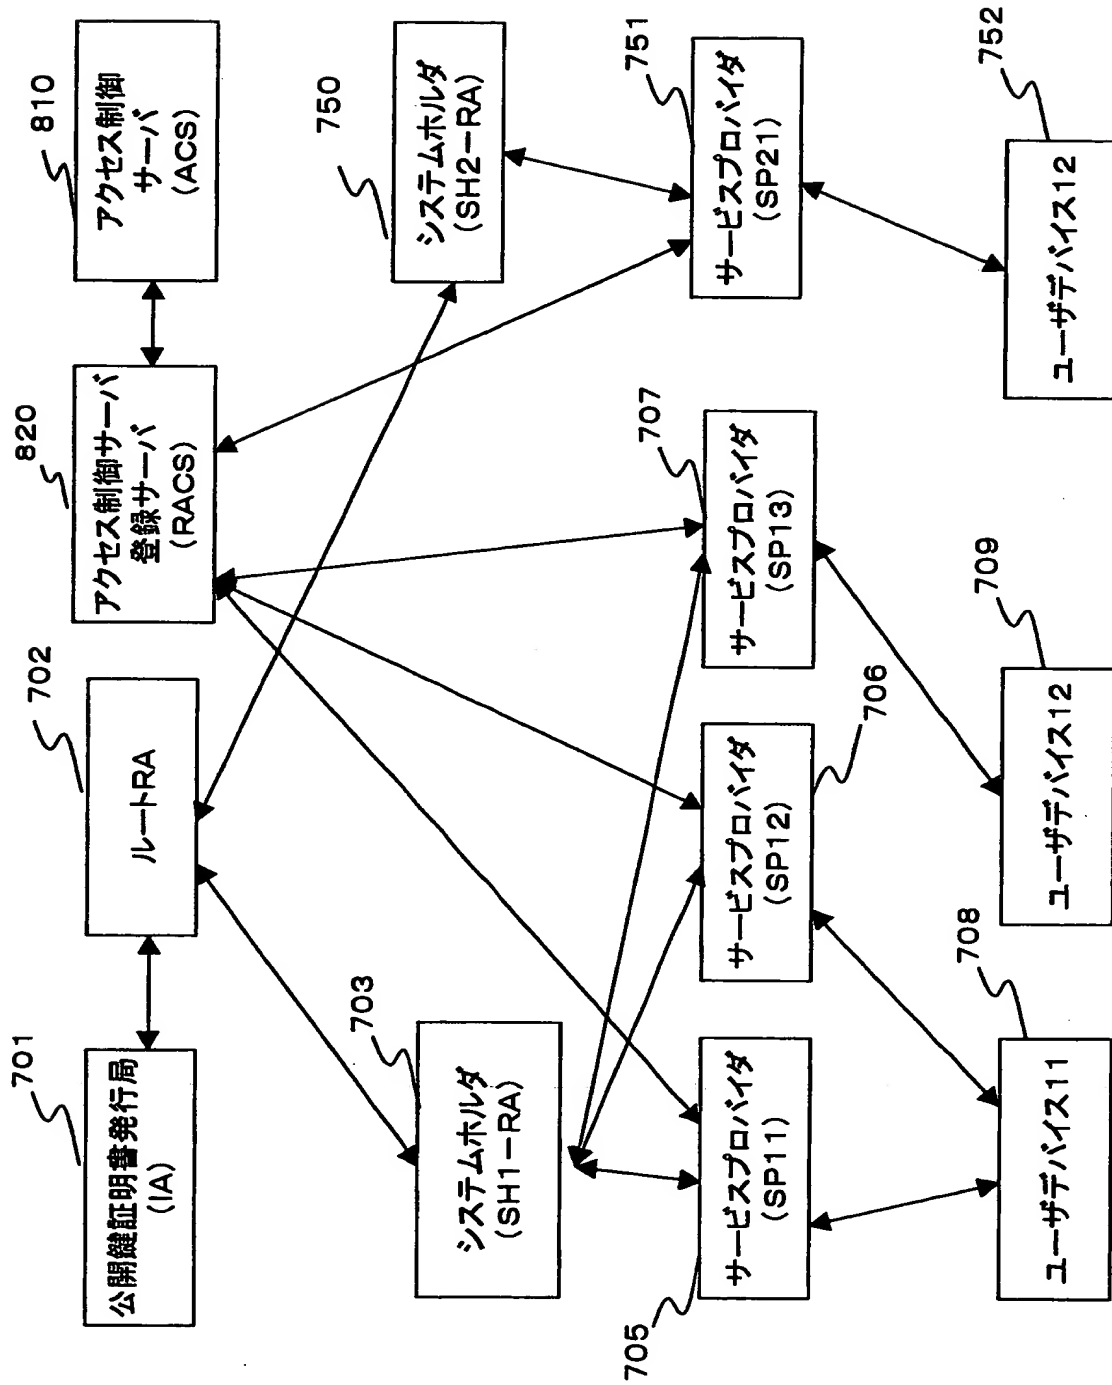 701
公開鍵証明書発行局
(IA)
702
ルートRA
820
アクセス制御サーバ
登録サーバ
(RACS)
810
アクセス制御
サーバ
(ACS)
703
システムホルダ
(SH1-RA)
750
システムホルダ
(SH2-RA)
705
サービスプロバイダ
(SP11)
サービスプロバイダ
(SP12)
706
707
サービスプロバイダ
(SP13)
751
サービスプロバイダ
(SP21)
708
ユーザデバイス11
709
ユーザデバイス12
752
ユーザデバイス12